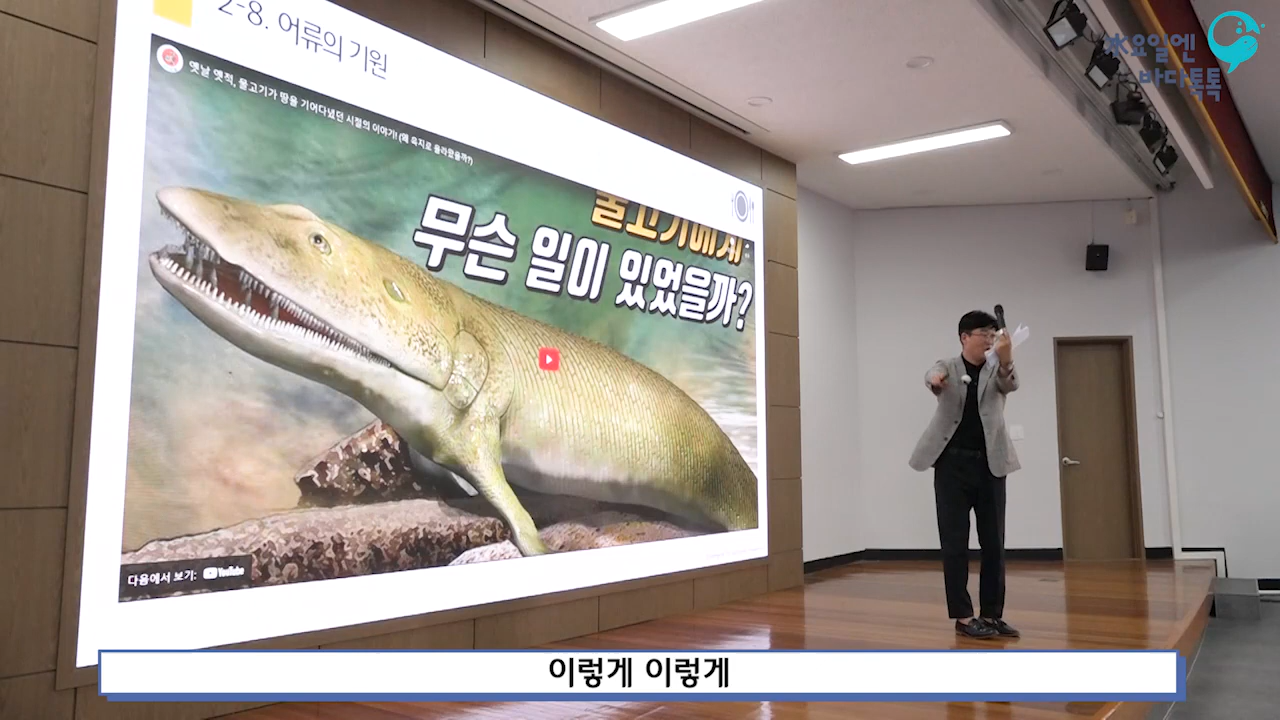 2-8. 어류의 기원
옛날 옛적, 물고기가 땅을 기어다녔던 시절의 이야기! (왜 육지로 올라왔을까?)
물고기에게
무슨 일이 있었을까?
다음에서 보기: YouTube
水요일엔
바다톡톡
이렇게 이렇게